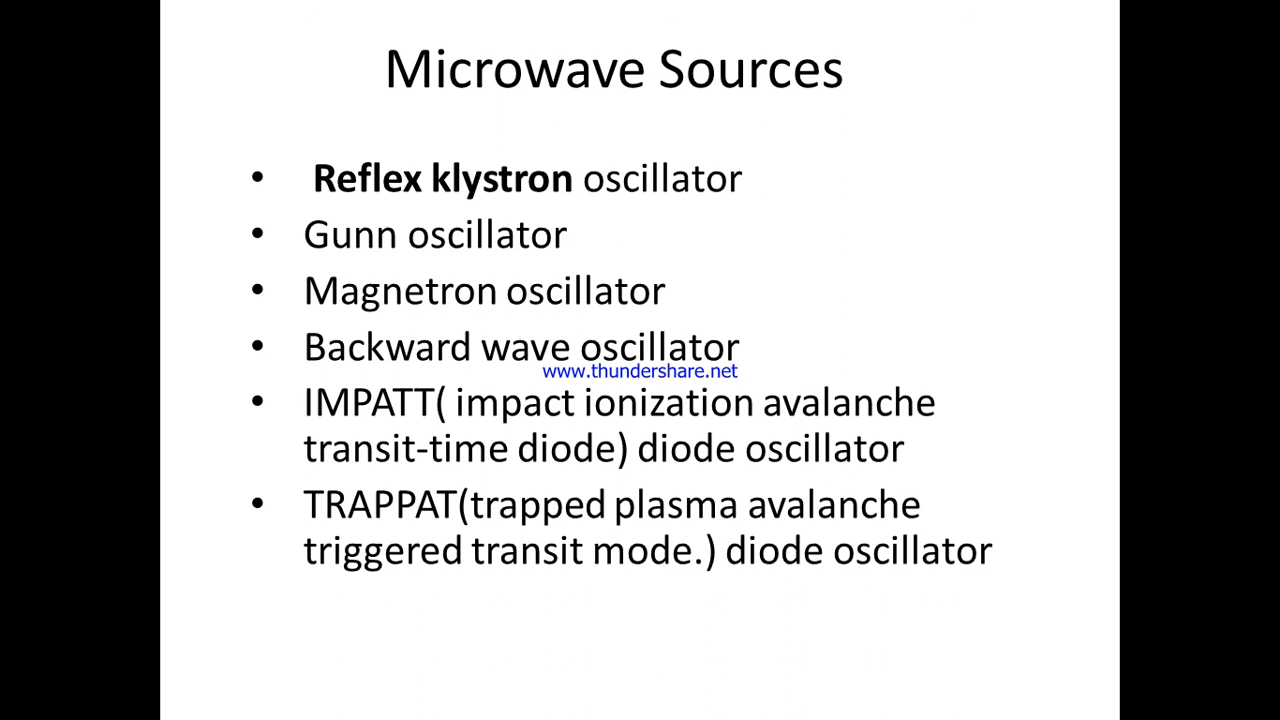 Microwave Sources
• Reflex klystron oscillator
• Gunn oscillator
• Magnetron oscillator
• Backward wave oscillator
www.thundershare.net
• IMPATT( impact ionization avalanche
transit-time diode) diode oscillator
• TRAPPAT(trapped plasma avalanche
triggered transit mode.) diode oscillator